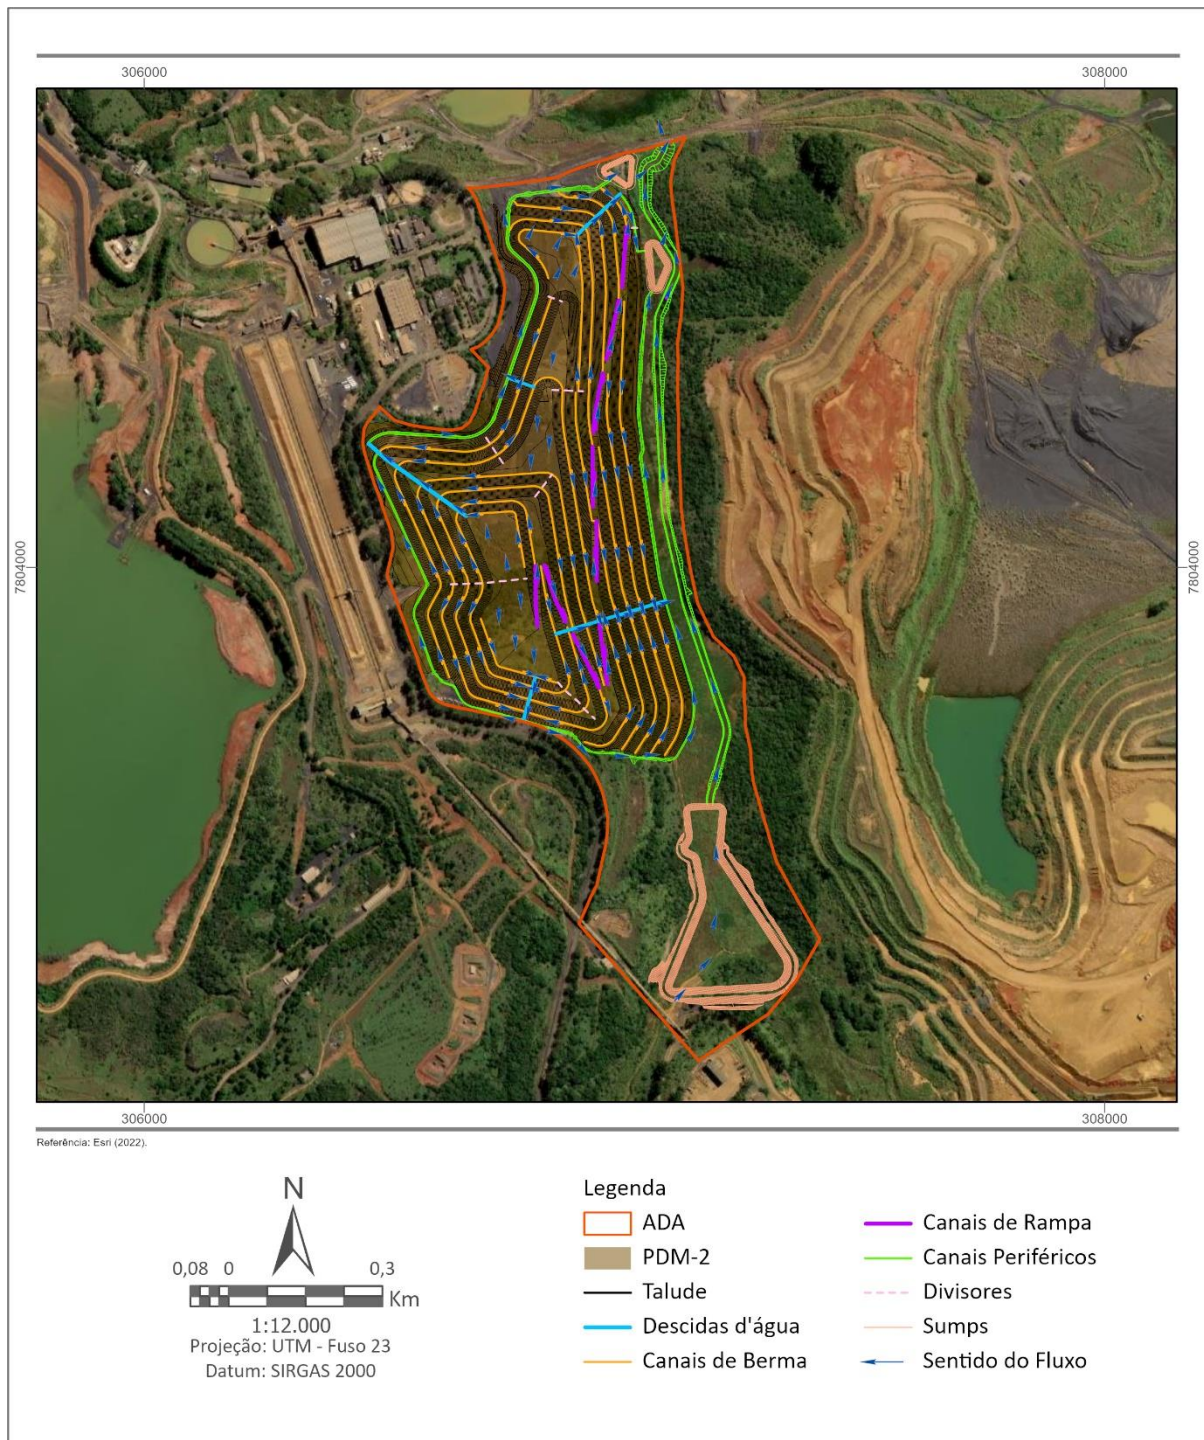 306000 308000
7804000 7804000
306000 308000
Referência: Esri (2022).
N
0,08 0 0,3
Km
1:12.000
Projeção: UTM - Fuso 23
Datum: SIRGAS 2000
Legenda
ADA
PDM-2
Talude
Descidas d'água
Canais de Berma
Canais de Rampa
Canais Periféricos
Divisores
Sumps
Sentido do Fluxo